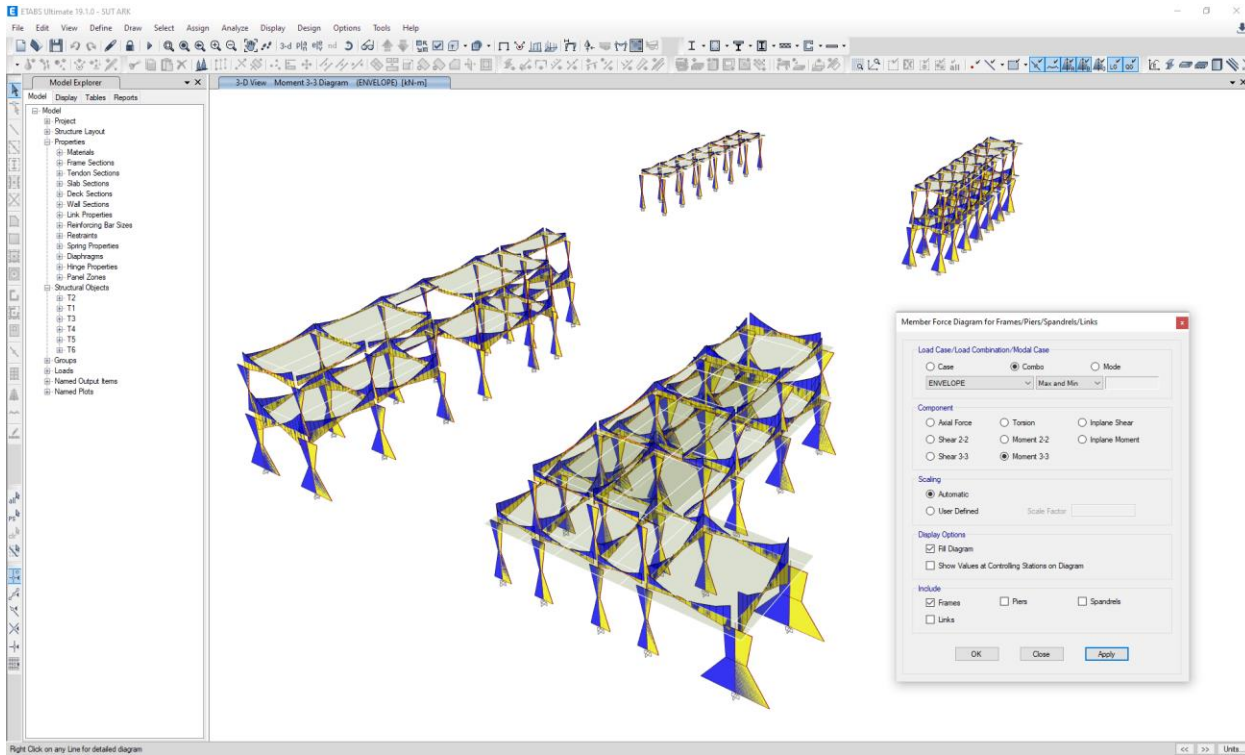 ETABS Ultimate 19.1.0 - SUT ARK
File Edit View Define Draw Select Assign Analyze Display Design Options Tools Help
3-d
all
Model Explorer
Model Display Tables Reports
Model
Project
Structure Layout
Properties
Materials
Frame Sections
Tendon Sections
Slab Sections
Deck Sections
Wall Sections
Link Properties
Reinforcing Bar Sizes
Restraints
Spring Properties
Diaphragms
Hinge Properties
Panel Zones
Structural Objects
T2
T1
T3
T4
T5
T6
Groups
Loads
Named Output Items
Named Plots
3-D View Moment 3-3 Diagram (ENVELOPE) [kN-m]
Member Force Diagram for Frames/Piers/Spandrels/Links
Load Case/Load Combination/Modal Case
Case Combo Mode
ENVELOPE Max and Min
Component
Axial Force Torsion Inplane Shear
Shear 2-2 Moment 2-2 Inplane Moment
Shear 3-3 Moment 3-3
Scaling
Automatic
User Defined Scale Factor
Display Options
Fill Diagram
Show Values at Controlling Stations on Diagram
Include
Frames Piers Spandrels
Links
OK Close Apply
Right Click on any Line for detailed diagram
<< >> Units...